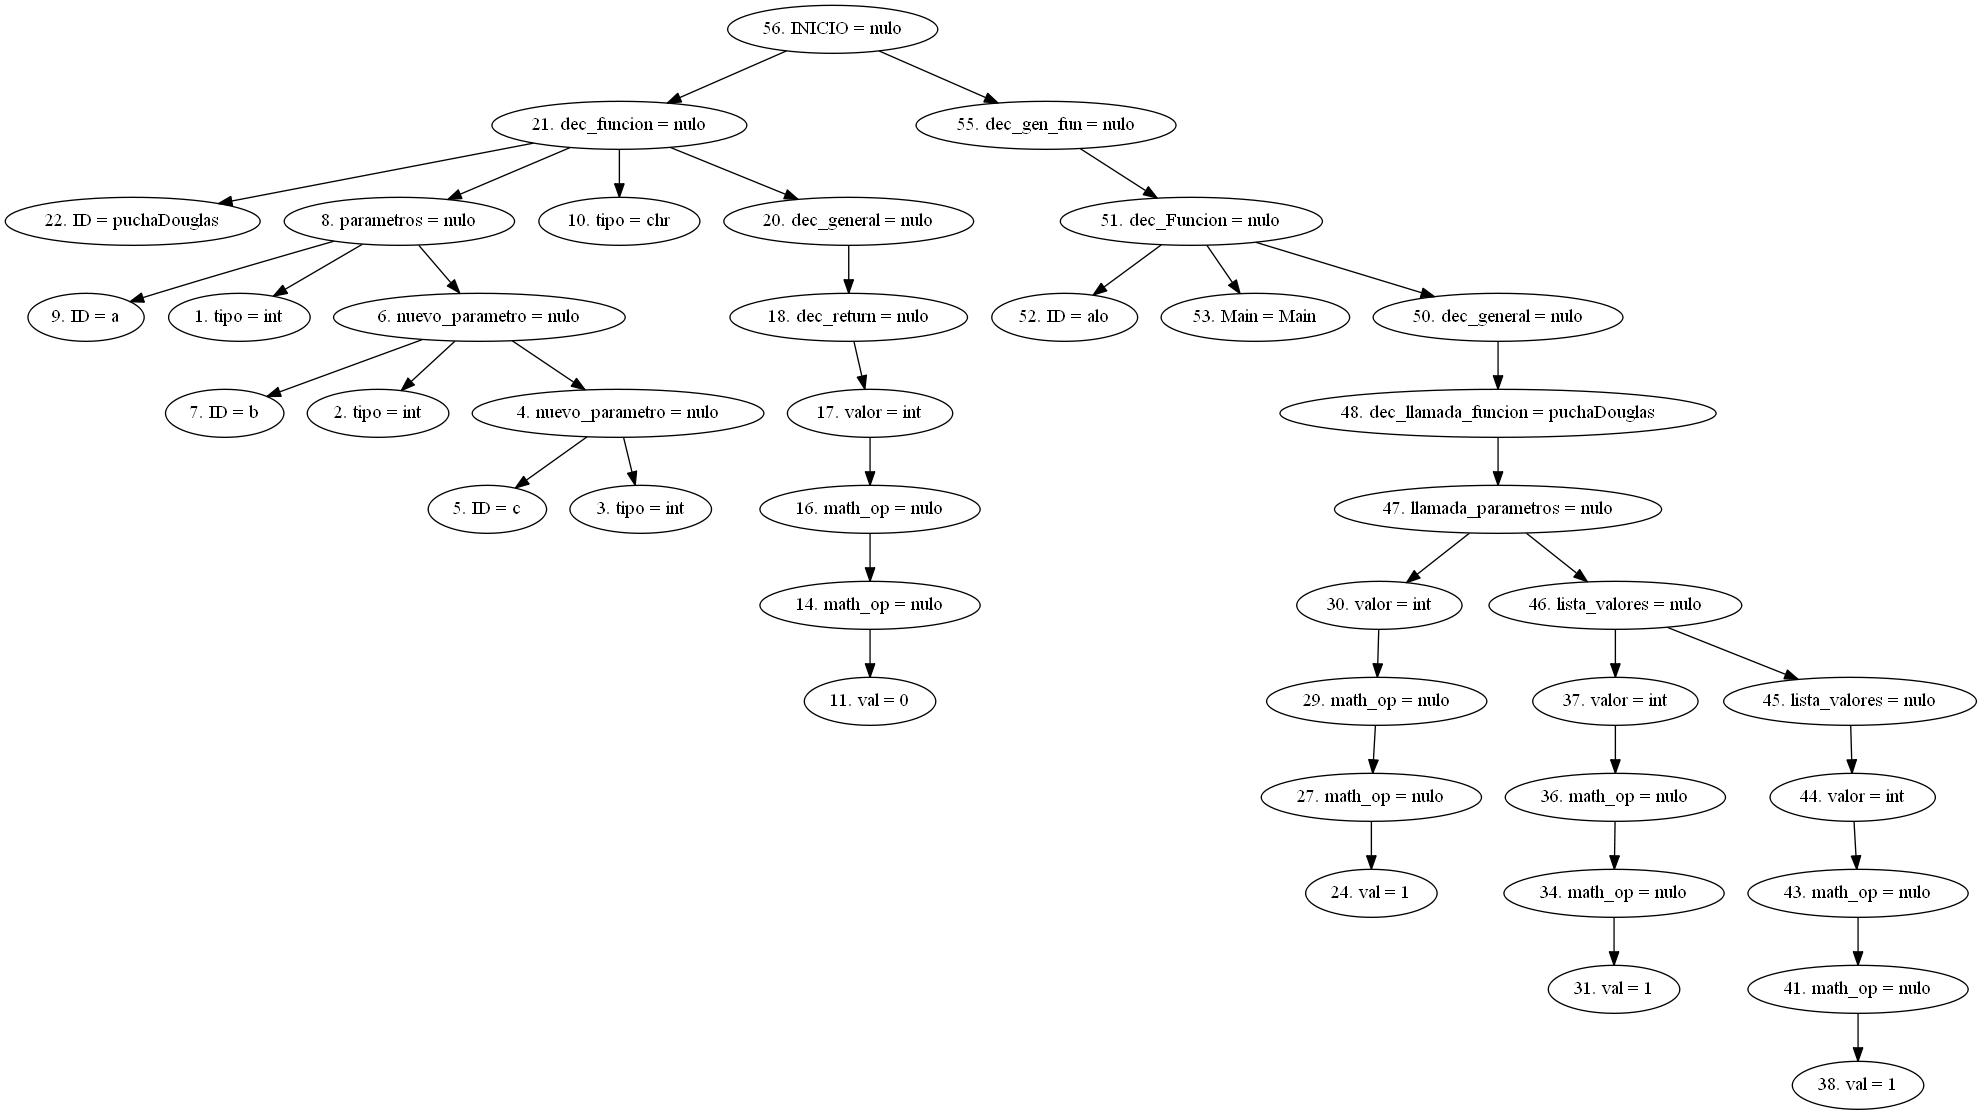 56. INICIO = nulo
21. dec_funcion = nulo
55. dec_gen_fun = nulo
22. ID = puchaDouglas
8. parametros = nulo
10. tipo = chr
20. dec_general = nulo
51. dec_Funcion = nulo
9. ID = a
1. tipo = int
6. nuevo_parametro = nulo
18. dec_return = nulo
52. ID = alo
53. Main = Main
50. dec_general = nulo
7. ID = b
2. tipo = int
4. nuevo_parametro = nulo
17. valor = int
48. dec_llamada_funcion = puchaDouglas
5. ID = c
3. tipo = int
16. math_op = nulo
47. llamada_parametros = nulo
14. math_op = nulo
30. valor = int
46. lista_valores = nulo
11. val = 0
29. math_op = nulo
37. valor = int
45. lista_valores = nulo
27. math_op = nulo
36. math_op = nulo
44. valor = int
24. val = 1
34. math_op = nulo
43. math_op = nulo
31. val = 1
41. math_op = nulo
38. val = 1